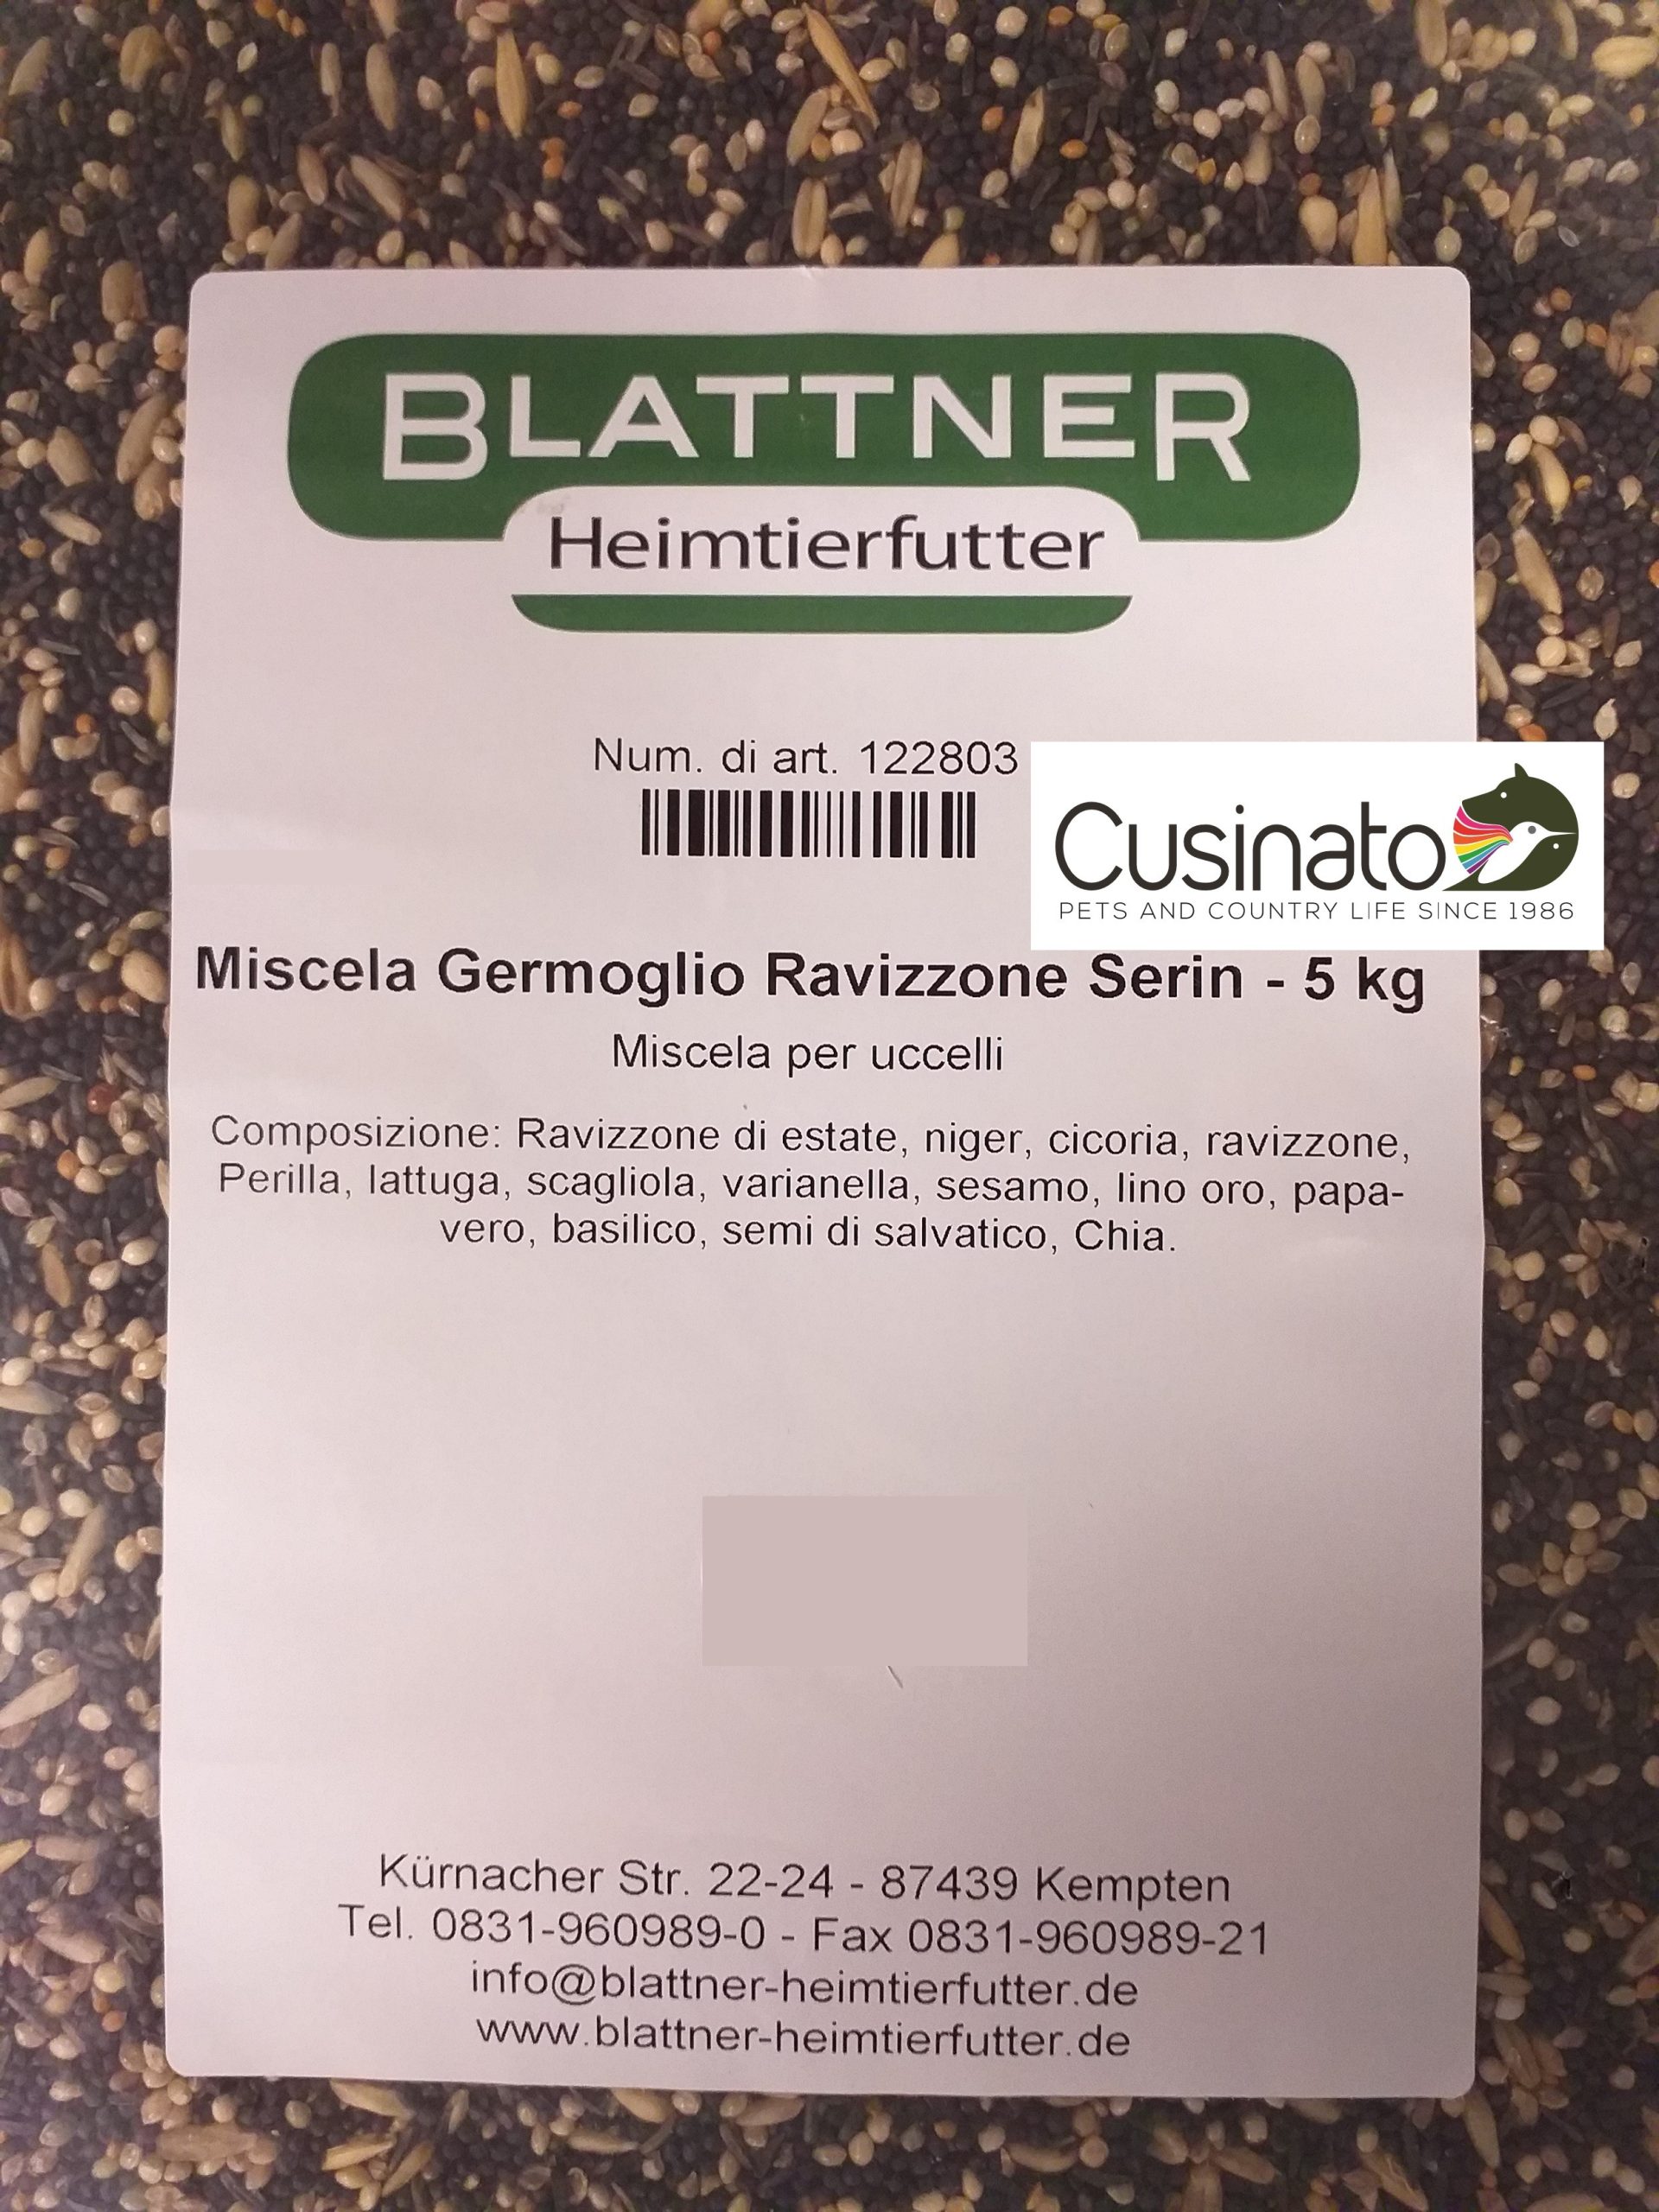 BLATTNER
Heimtierfutter
Num. di art. 122803
Cusinato
PETS AND COUNTRY LIFE SINCE 1986
Miscela Germoglio Ravizzone Serin - 5 kg
Miscela per uccelli
Composizione: Ravizzone di estate, niger, cicoria, ravizzone,
Perilla, lattuga, scagliola, varianella, sesamo, lino oro, papa-
vero, basilico, semi di salvatico, Chia.
Kürnacher Str. 22-24 - 87439 Kempten
Tel. 0831-960989-0 - Fax 0831-960989-21
info@blattner-heimtierfutter.de
www.blattner-heimtierfutter.de